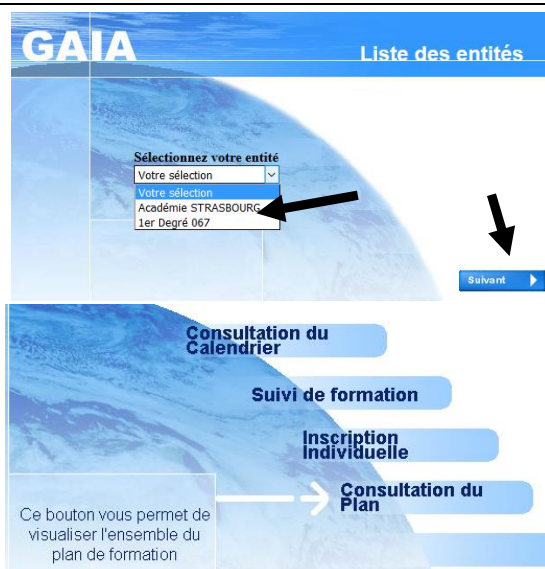 GAIA
Liste des entités
Sélectionnez votre entité
Votre sélection
Votre sélection
Académie STRASBOURG
1er Degré 067
Suivant
Consultation du
Calendrier
Suivi de formation
Inscription
Individuelle
Consultation du
Plan
Ce bouton vous permet de
visualiser l'ensemble du
plan de formation